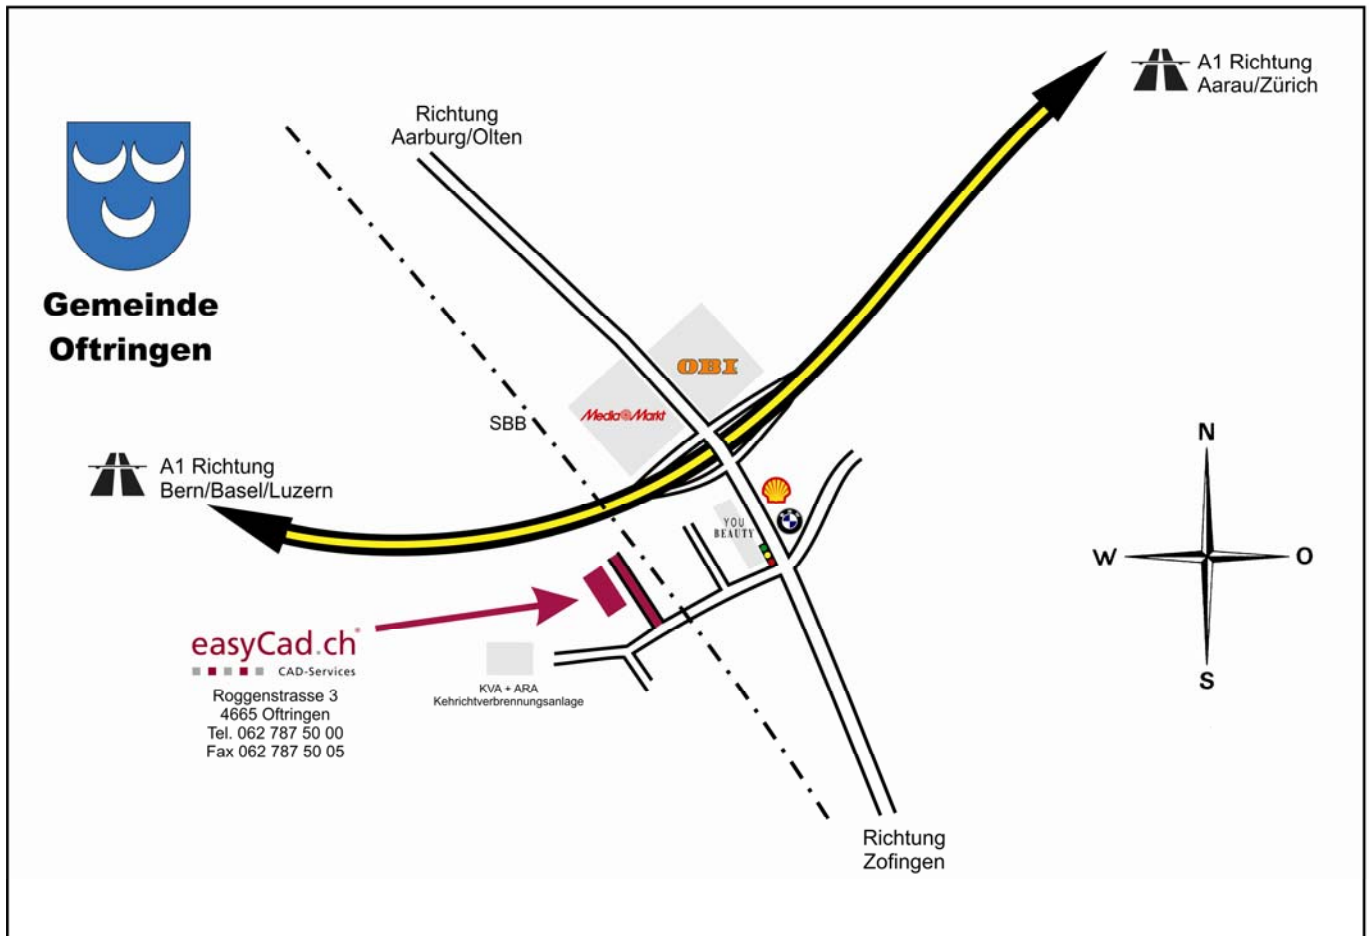 A1 Richtung
Aarau/Zürich
Richtung
Aarburg/Olten
Gemeinde
Oftringen
OBI
Media Markt
SBB
A1 Richtung
Bern/Basel/Luzern
YOU
BEAUTY
N
W
O
S
easyCad.ch®
CAD-Services
Roggenstrasse 3
4665 Oftringen
Tel. 062 787 50 00
Fax 062 787 50 05
KVA + ARA
Kehrichtverbrennungsanlage
Richtung
Zofingen